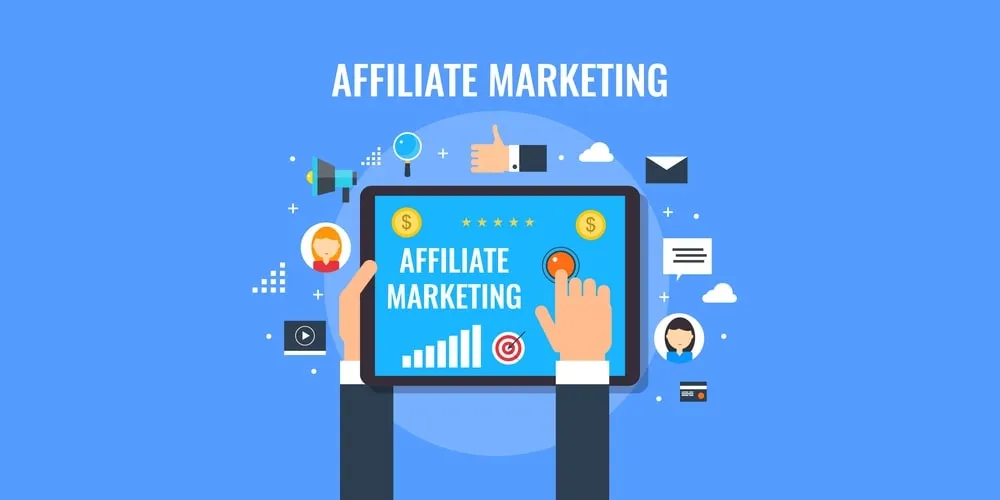 AFFILIATE MARKETING
$
$
AFFILIATE
MARKETING